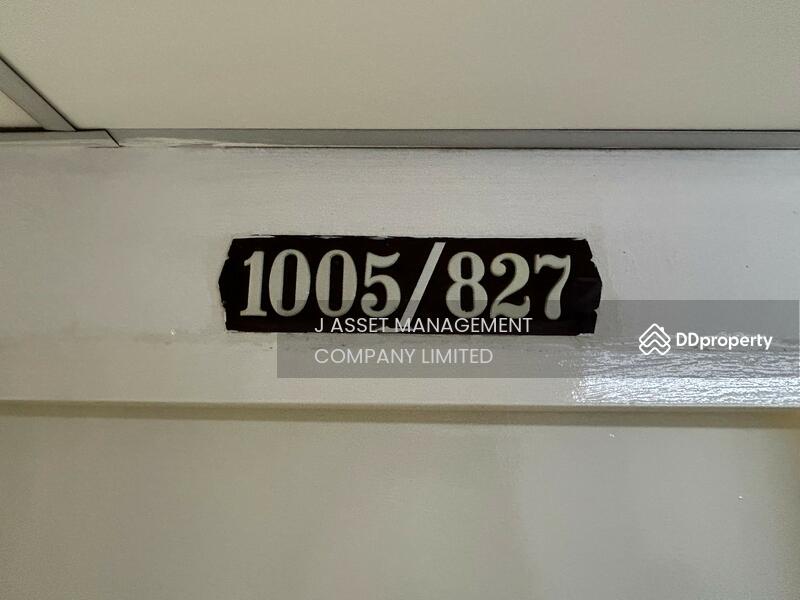 1005/827
J ASSET MANAGEMENT
COMPANY LIMITED
DDproperty